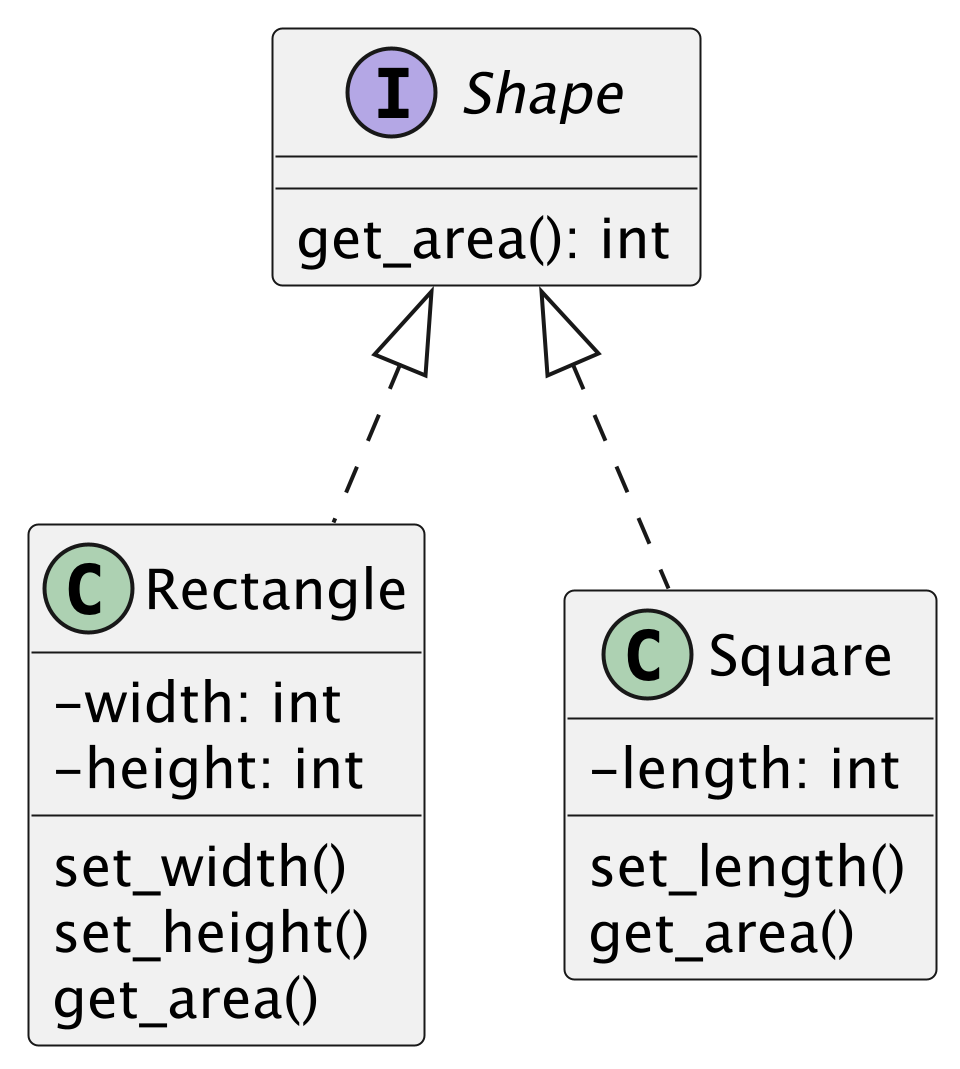 I Shape
get_area(): int
C Rectangle
-width: int
-height: int
set_width()
set_height()
get_area()
C Square
-length: int
set_length()
get_area()